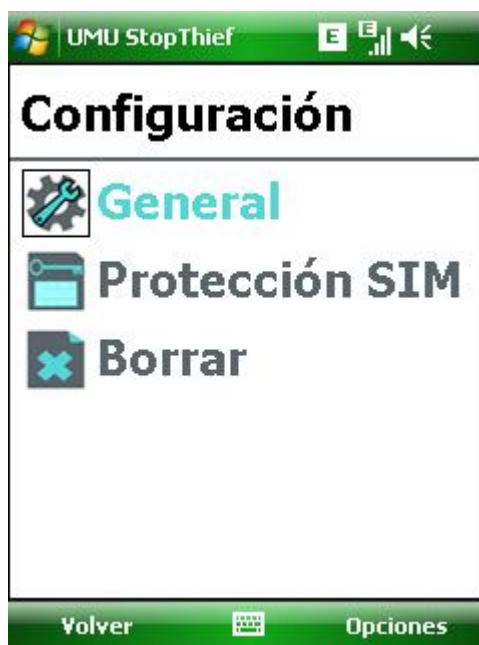 UMU StopThief E E
Configuración
General
Protección SIM
Borrar
Volver Opciones